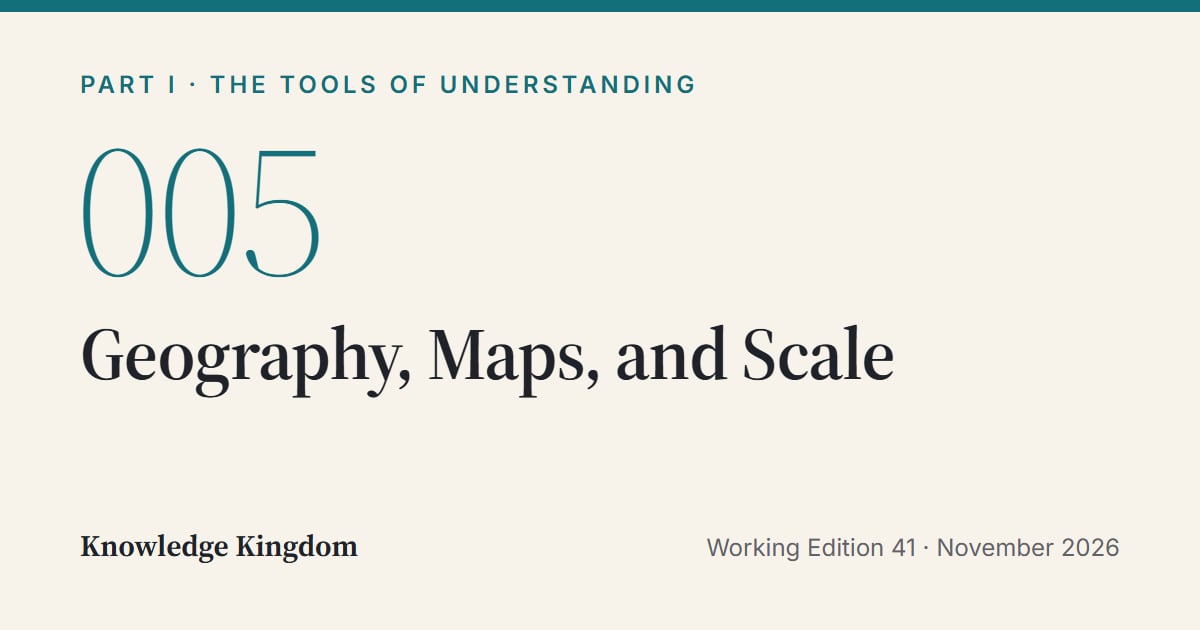 PART I · THE TOOLS OF UNDERSTANDING
005
Geography, Maps, and Scale
Knowledge Kingdom
Working Edition 41 · November 2026